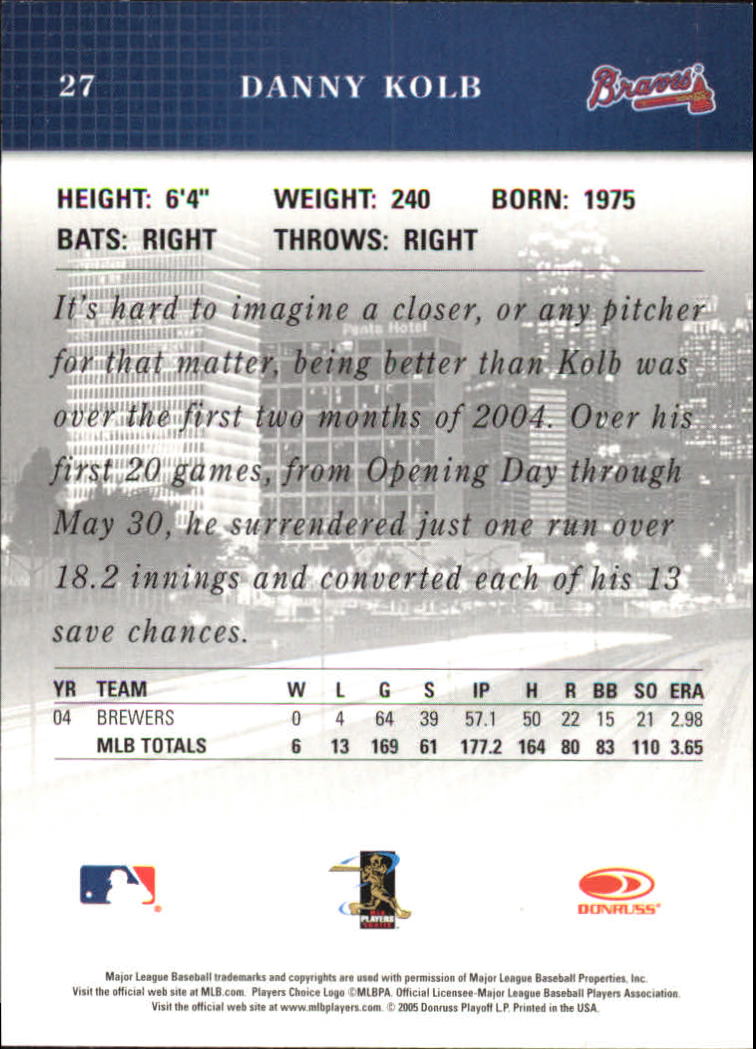 27 DANNY KOLB Braves
HEIGHT: 6'4" WEIGHT: 240 BORN: 1975
BATS: RIGHT THROWS: RIGHT
It's hard to imagine a closer, or any pitcher
Penta Hotel
for that matter, being better than Kolb was
over the first two months of 2004. Over his
first 20 games, from Opening Day through
May 30, he surrendered just one run over
18.2 innings and converted each of his 13
save chances.
YR TEAM W L G S IP H R BB SO ERA
04 BREWERS 0 4 64 39 57.1 50 22 15 21 2.98
MLB TOTALS 6 13 169 61 177.2 164 80 83 110 3.65
PLAYERS
CHOICE
DONRUSS
Major League Baseball trademarks and copyrights are used with permission of Major League Baseball Properties, Inc.
Visit the official web site at MLB.com. Players Choice Logo ©MLBPA. Official Licensee-Major League Baseball Players Association.
Visit the official web site at www.mlbplayers.com. © 2005 Donruss Playoff L.P. Printed in the USA.